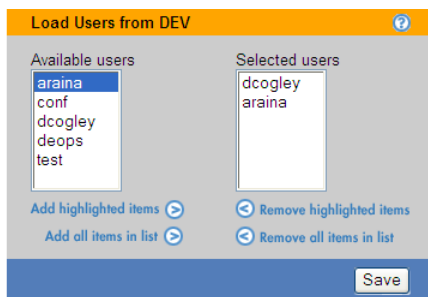 Load Users from DEV ?
Available users
araina
conf
dcogley
deops
test
Add highlighted items >
Add all items in list >
Selected users
dcogley
araina
< Remove highlighted items
< Remove all items in list
Save